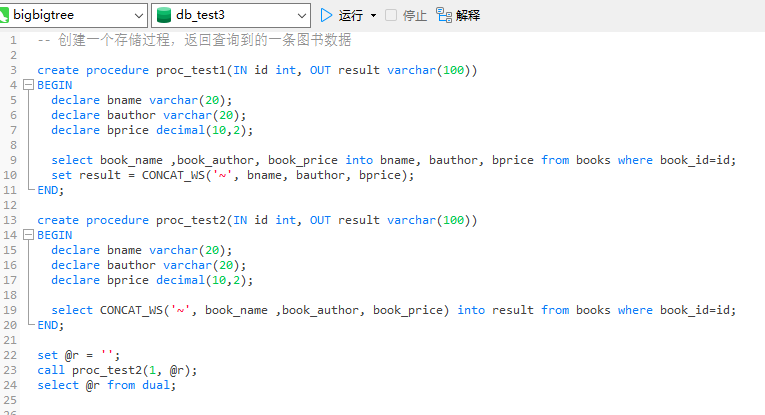 bigbigtree db_test3 运行 停止 解释
1 -- 创建一个存储过程，返回查询到的一条图书数据
2
3 create procedure proc_test1(IN id int, OUT result varchar(100))
4 BEGIN
5 declare bname varchar(20);
6 declare bauthor varchar(20);
7 declare bprice decimal(10,2);
8
9 select book_name ,book_author, book_price into bname, bauthor, bprice from books where book_id=id;
10 set result = CONCAT_WS('~', bname, bauthor, bprice);
11 END;
12
13 create procedure proc_test2(IN id int, OUT result varchar(100))
14 BEGIN
15 declare bname varchar(20);
16 declare bauthor varchar(20);
17 declare bprice decimal(10,2);
18
19 select CONCAT_WS('~', book_name ,book_author, book_price) into result from books where book_id=id;
20 END;
21
22 set @r = '';
23 call proc_test2(1, @r);
24 select @r from dual;
25
26